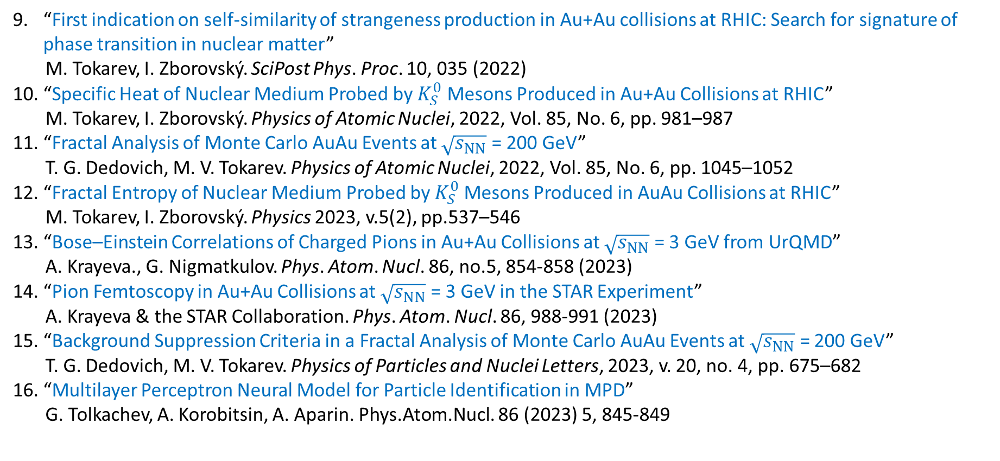 9. “First indication on self-similarity of strangeness production in Au+Au collisions at RHIC: Search for signature of
phase transition in nuclear matter”
M. Tokarev, I. Zborovský. SciPost Phys. Proc. 10, 035 (2022)
10. “Specific Heat of Nuclear Medium Probed by $K_S^0$ Mesons Produced in Au+Au Collisions at RHIC”
M. Tokarev, I. Zborovský. Physics of Atomic Nuclei, 2022, Vol. 85, No. 6, pp. 981–987
11. “Fractal Analysis of Monte Carlo AuAu Events at $\sqrt{s_{\mathrm{NN}}}$ = 200 GeV”
T. G. Dedovich, M. V. Tokarev. Physics of Atomic Nuclei, 2022, Vol. 85, No. 6, pp. 1045–1052
12. “Fractal Entropy of Nuclear Medium Probed by $K_S^0$ Mesons Produced in AuAu Collisions at RHIC”
M. Tokarev, I. Zborovský. Physics 2023, v.5(2), pp.537–546
13. “Bose–Einstein Correlations of Charged Pions in Au+Au Collisions at $\sqrt{s_{\mathrm{NN}}}$ = 3 GeV from UrQMD”
A. Krayeva., G. Nigmatkulov. Phys. Atom. Nucl. 86, no.5, 854-858 (2023)
14. “Pion Femtoscopy in Au+Au Collisions at $\sqrt{s_{\mathrm{NN}}}$ = 3 GeV in the STAR Experiment”
A. Krayeva & the STAR Collaboration. Phys. Atom. Nucl. 86, 988-991 (2023)
15. “Background Suppression Criteria in a Fractal Analysis of Monte Carlo AuAu Events at $\sqrt{s_{\mathrm{NN}}}$ = 200 GeV”
T. G. Dedovich, M. V. Tokarev. Physics of Particles and Nuclei Letters, 2023, v. 20, no. 4, pp. 675–682
16. “Multilayer Perceptron Neural Model for Particle Identification in MPD”
G. Tolkachev, A. Korobitsin, A. Aparin. Phys.Atom.Nucl. 86 (2023) 5, 845-849